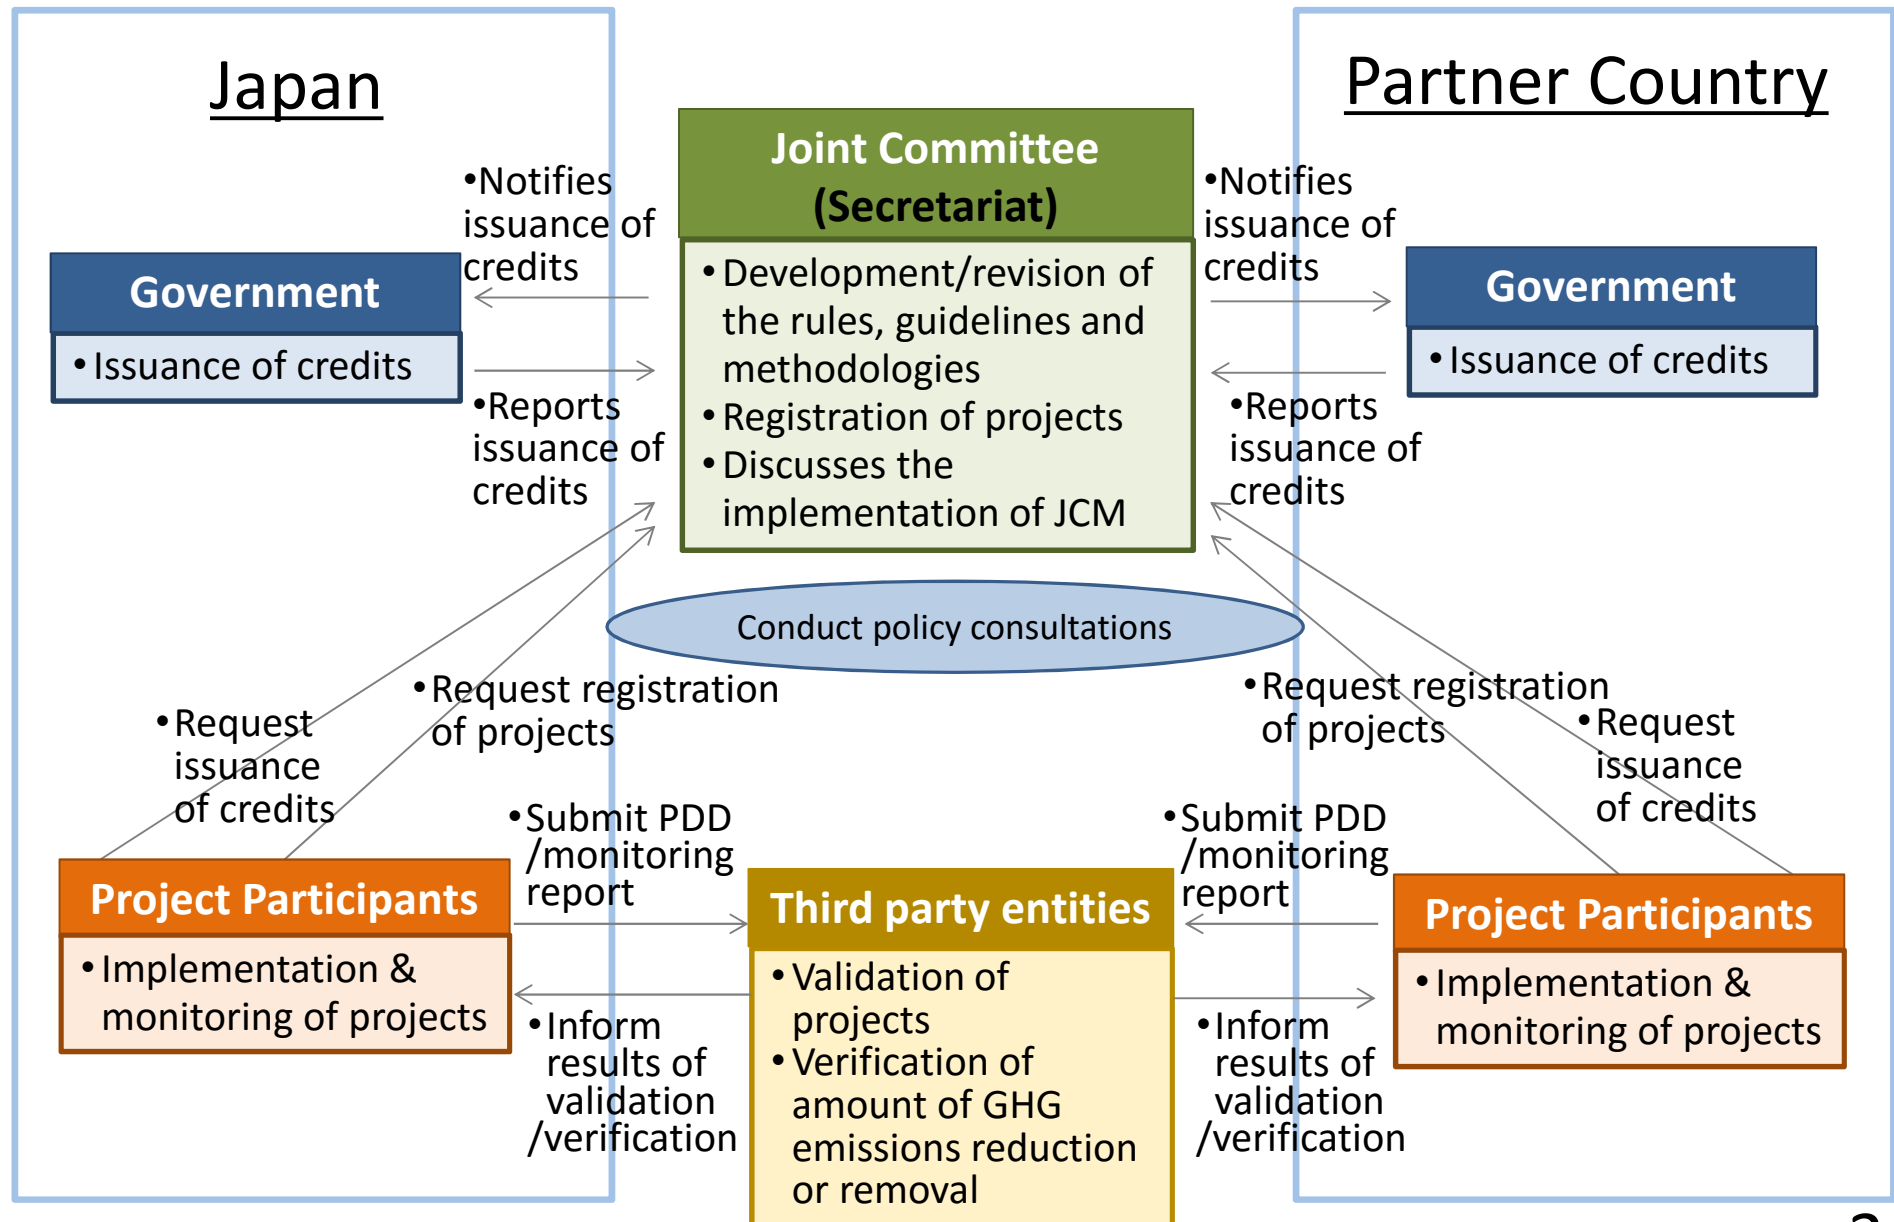 Japan
Partner Country
Joint Committee
(Secretariat)
•Notifies
issuance of
credits
•Notifies
issuance of
credits
Government
• Issuance of credits
• Development/revision of
the rules, guidelines and
methodologies
• Registration of projects
• Discusses the
implementation of JCM
Government
• Issuance of credits
•Reports
issuance of
credits
•Reports
issuance of
credits
Conduct policy consultations
•Request
issuance
of credits
•Request registration
of projects
•Request registration
of projects
•Request
issuance
of credits
•Submit PDD
/monitoring
report
•Submit PDD
/monitoring
report
Project Participants
• Implementation &
monitoring of projects
Third party entities
• Validation of
projects
• Verification of
amount of GHG
emissions reduction
or removal
Project Participants
• Implementation &
monitoring of projects
•Inform
results of
validation
/verification
•Inform
results of
validation
/verification